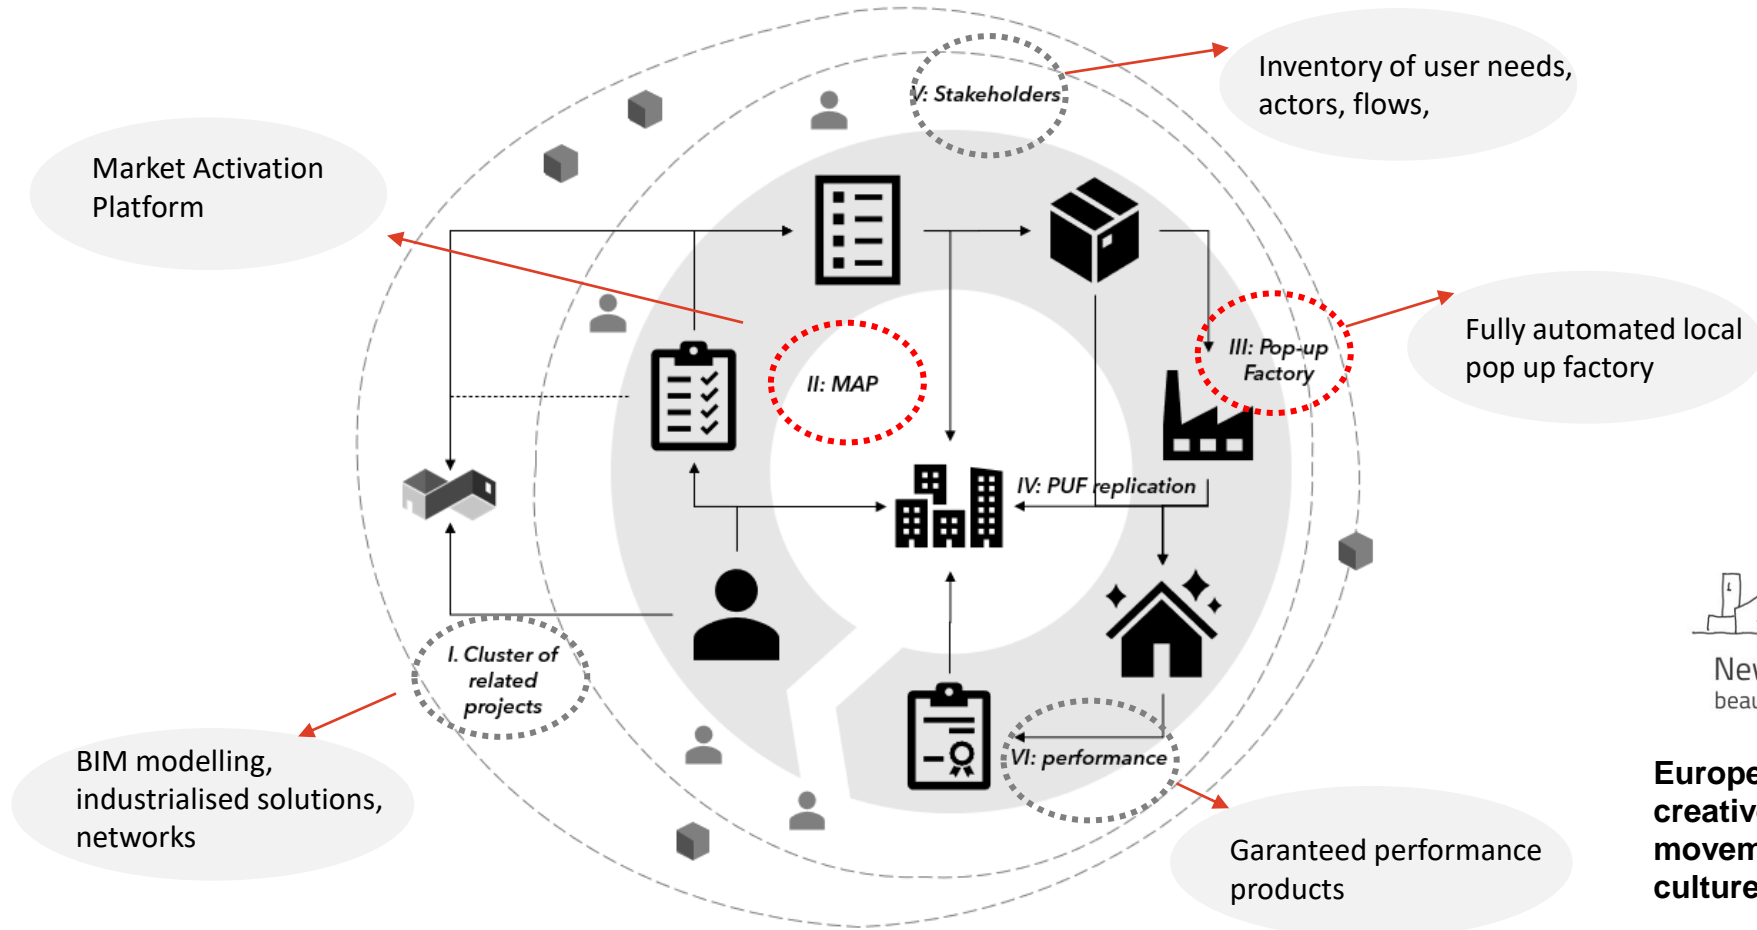 V: Stakeholders
Inventory of user needs,
actors, flows,
Market Activation
Platform
II: MAP
III: Pop-up
Factory
Fully automated local
pop up factory
IV: PUF replication
I. Cluster of
related
projects
BIM modelling,
industrialised solutions,
networks
VI: performance
Garanteed performance
products